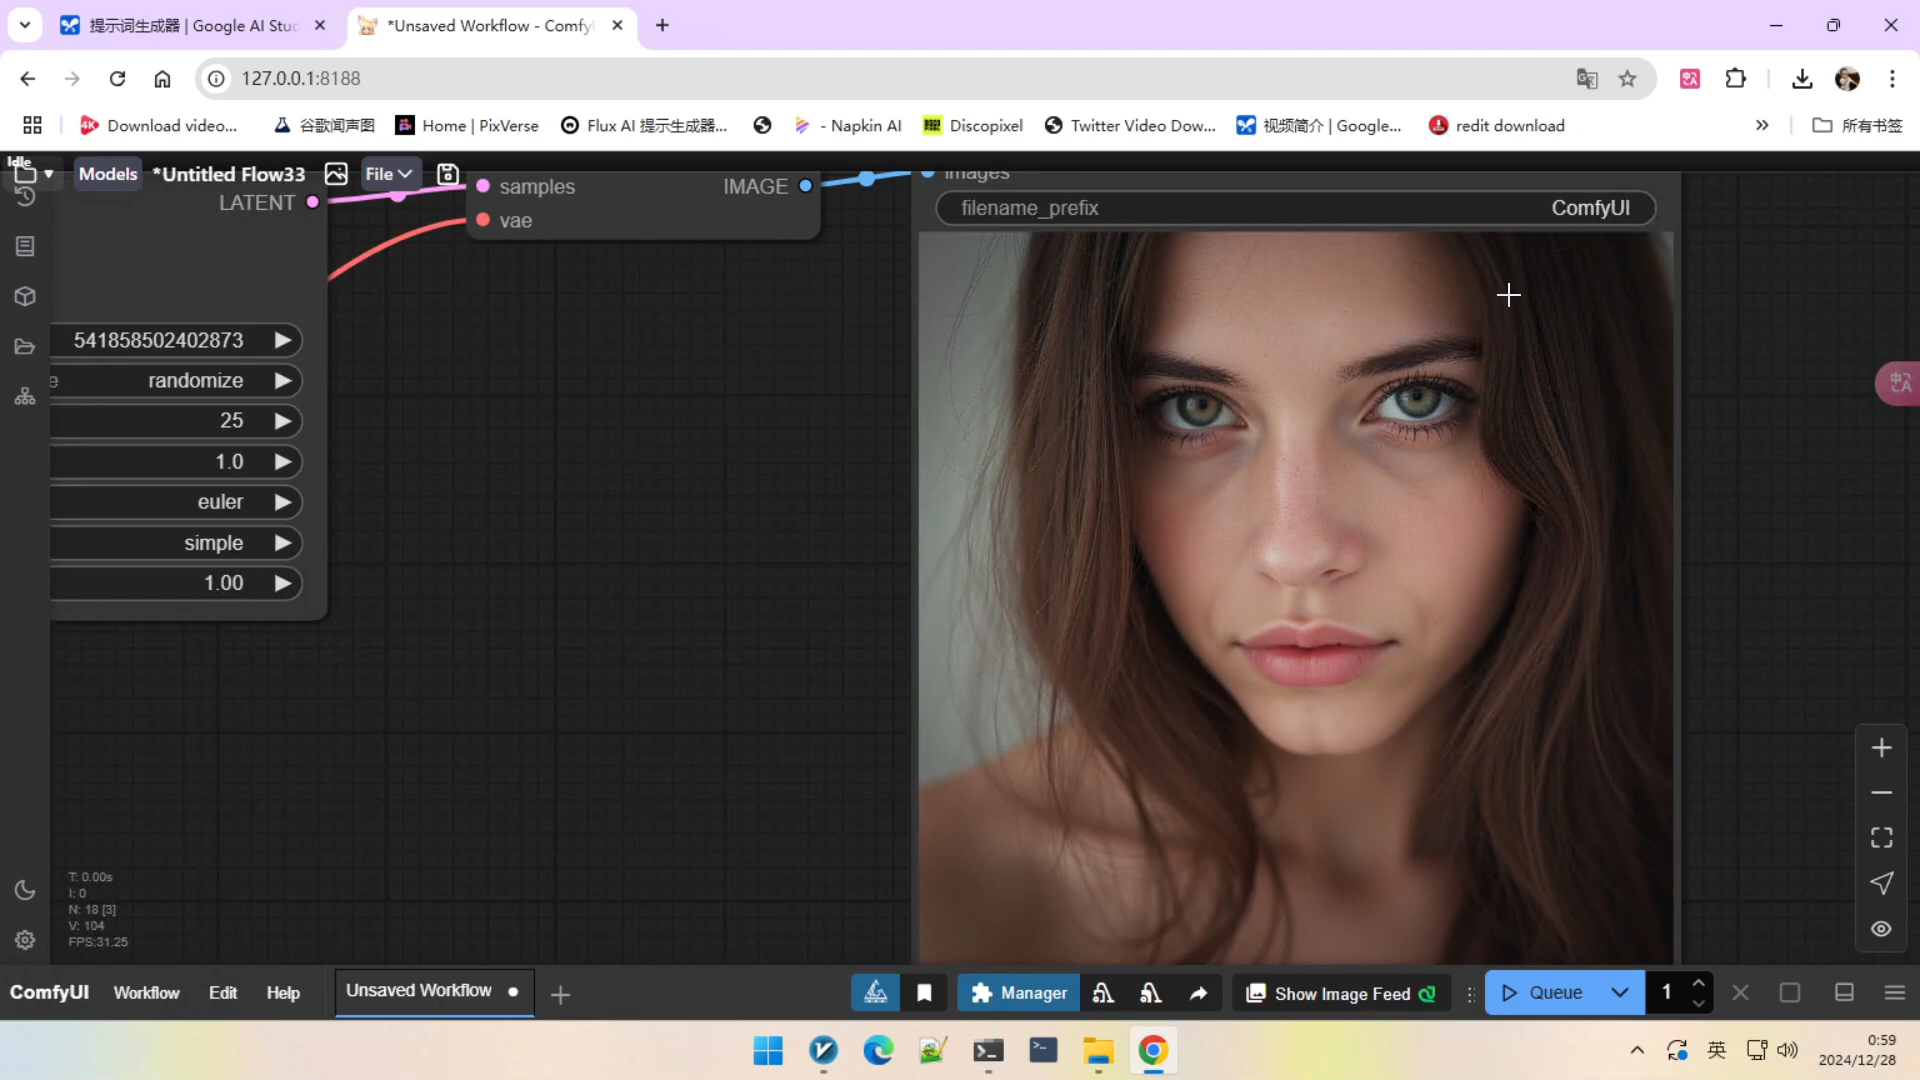 提示词生成器 | Google AI Stu
*Unsaved Workflow - Comfy
127.0.0.1:8188
4K Download video...
谷歌闻声图
Home | PixVerse
Flux AI 提示生成器...
- Napkin AI
Discopixel
Twitter Video Dow...
视频简介 | Google...
redit download
所有书签
Idle
Models
*Untitled Flow33
File
LATENT
samples
IMAGE
vae
images
filename_prefix
ComfyUI
541858502402873
e
randomize
25
1.0
euler
simple
1.00
T: 0.00s
I: 0
N: 18 [3]
V: 104
FPS:31.25
ComfyUI
Workflow
Edit
Help
Unsaved Workflow
Manager
Show Image Feed
Queue
1
英
0:59
2024/12/28